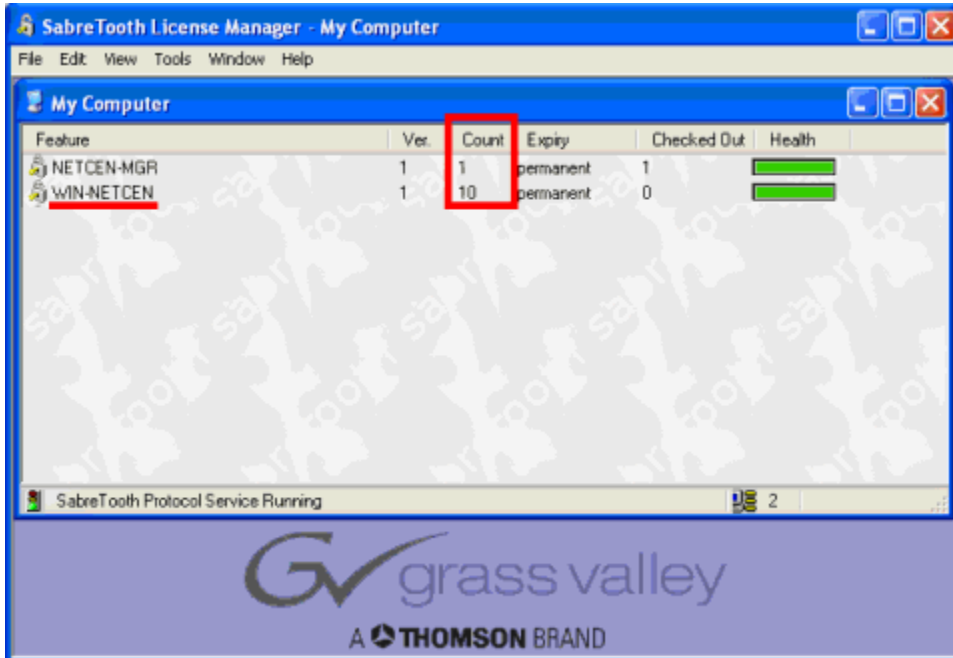 SabreTooth License Manager - My Computer
File Edit View Tools Window Help
My Computer
Feature Ver. Count Expiry Checked Out Health
NETCEN-MGR 1 1 permanent 1
WIN-NETCEN 1 10 permanent 0
SabreTooth Protocol Service Running 2
GV grass valley
A THOMSON BRAND